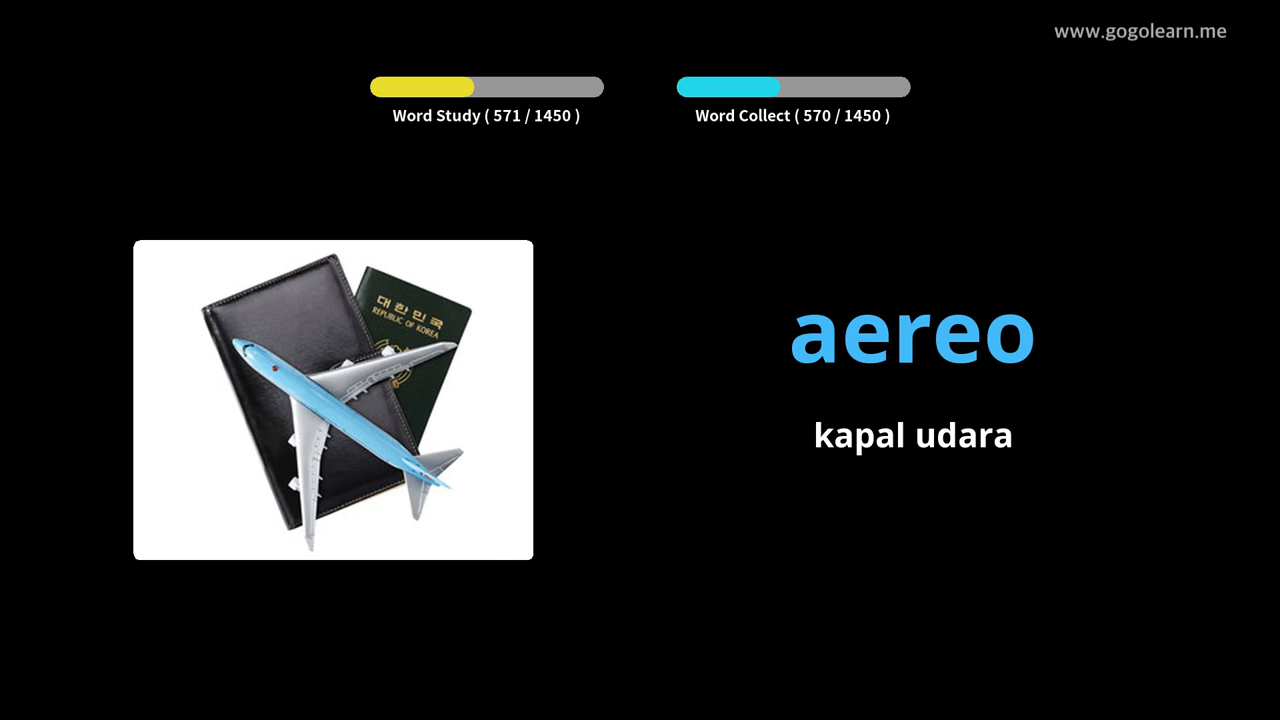 www.gogolearn.me
Word Study ( 571 / 1450 )
Word Collect ( 570 / 1450 )
대한민국
REPUBLIC OF KOREA
aereo
kapal udara